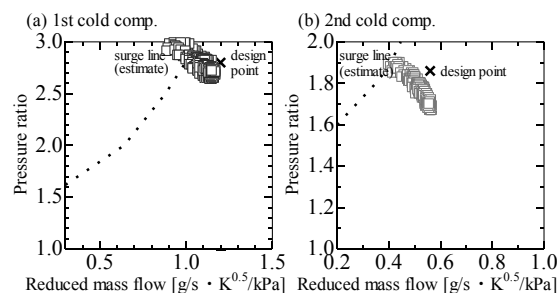 (a) 1st cold comp.
3.0
2.5
2.0
1.5
1.0
0.5 1.0 1.5
surge line
(estimate)
design
point
Pressure ratio
Reduced mass flow [g/s・K^0.5/kPa]
(b) 2nd cold comp.
2.0
1.8
1.6
1.4
1.2
1.0
0.2 0.4 0.6 0.8 1.0
surge line
(estimate)
design point
Pressure ratio
Reduced mass flow [g/s・K^0.5/kPa]